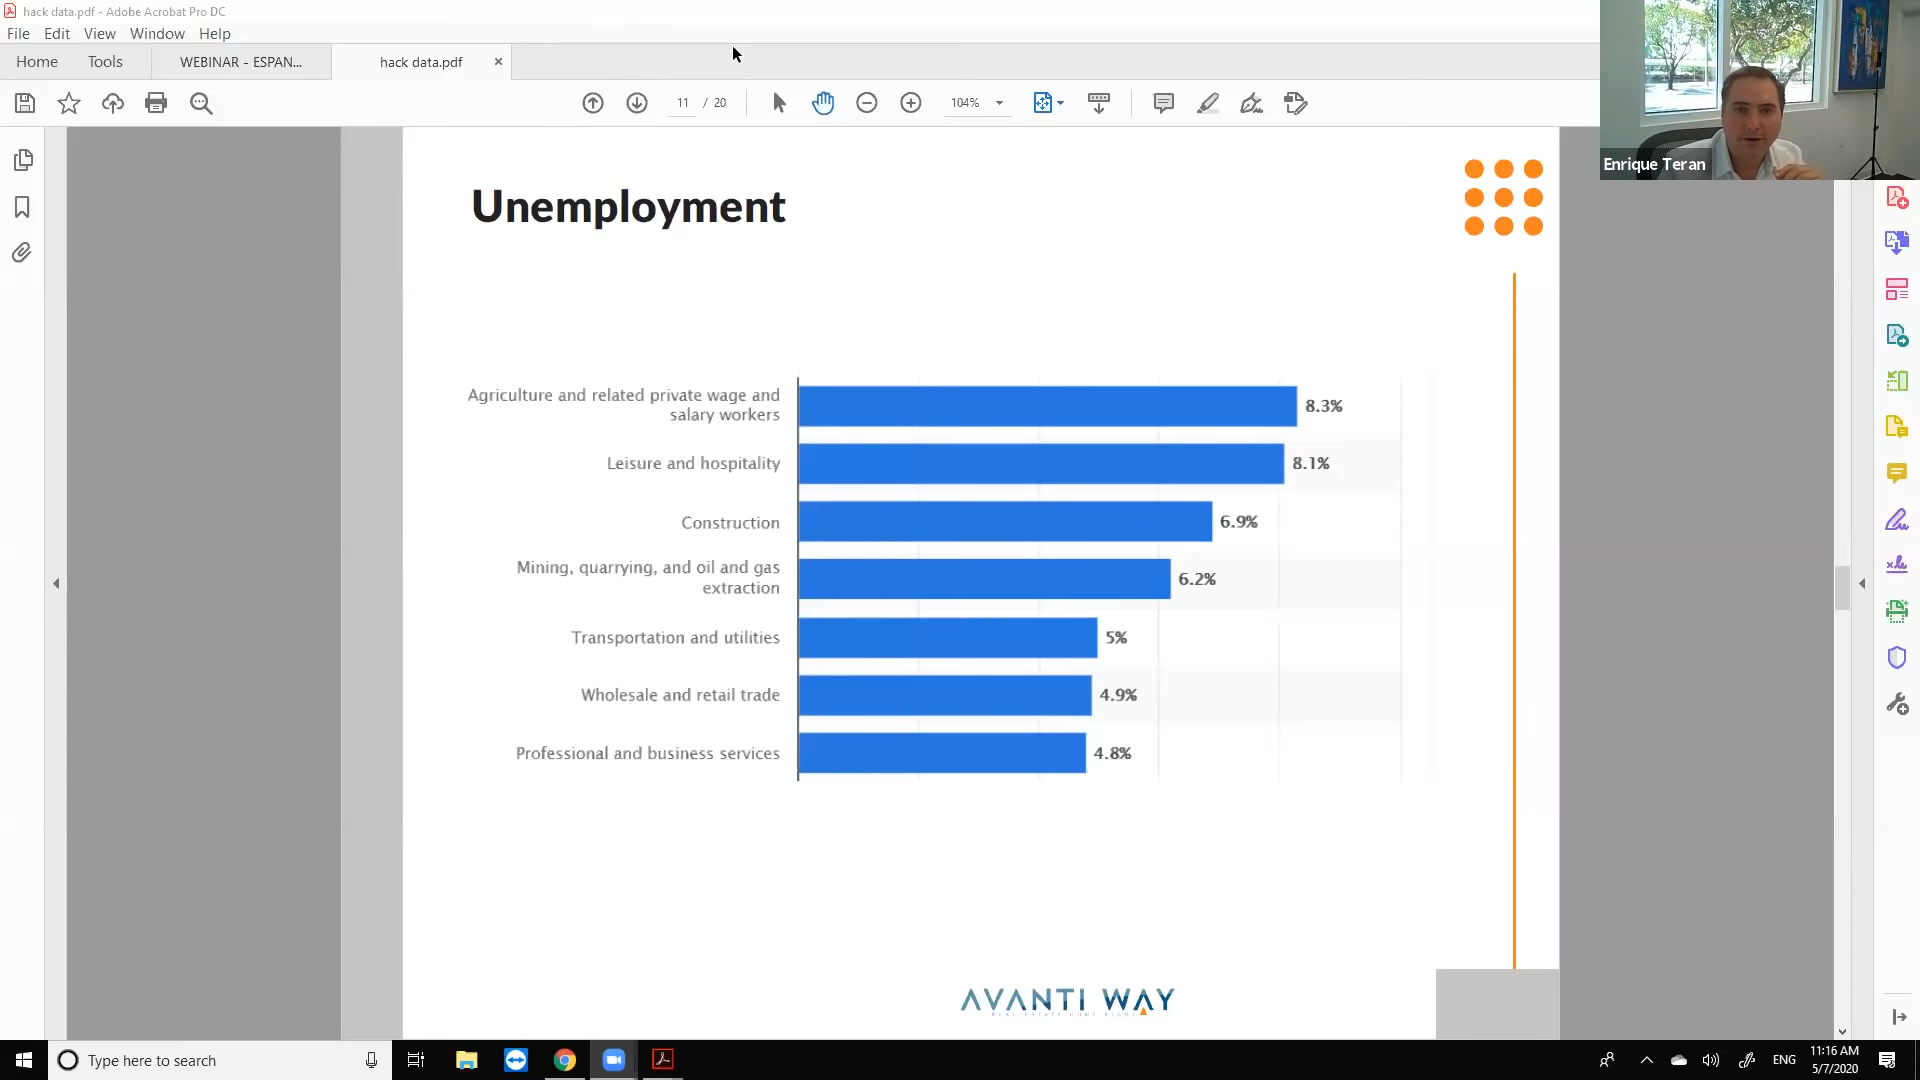 hack data.pdf - Adobe Acrobat Pro DC
File Edit View Window Help
Home Tools WEBINAR - ESPAN... hack data.pdf ×
11 / 20 104%
Enrique Teran
Unemployment
Agriculture and related private wage and
salary workers
8.3%
Leisure and hospitality 8.1%
Construction 6.9%
Mining, quarrying, and oil and gas
extraction
6.2%
Transportation and utilities 5%
Wholesale and retail trade 4.9%
Professional and business services 4.8%
AVANTI WAY
Type here to search
ENG
11:16 AM
5/7/2020